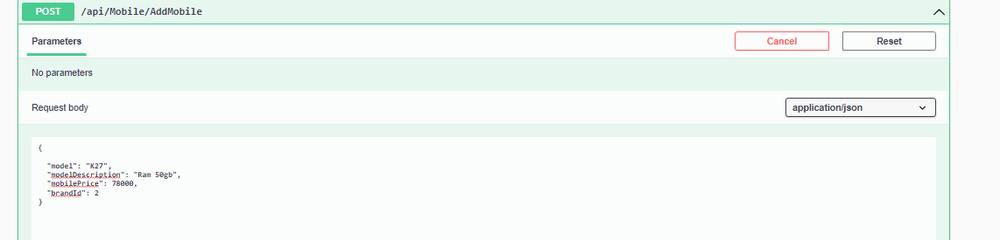 POST /api/Mobile/AddMobile
Parameters
Cancel
Reset
No parameters
Request body
application/json
{
"model": "K27",
"modelDescription": "Ram 50gb",
"mobilePrice": 78000,
"brandId": 2
}